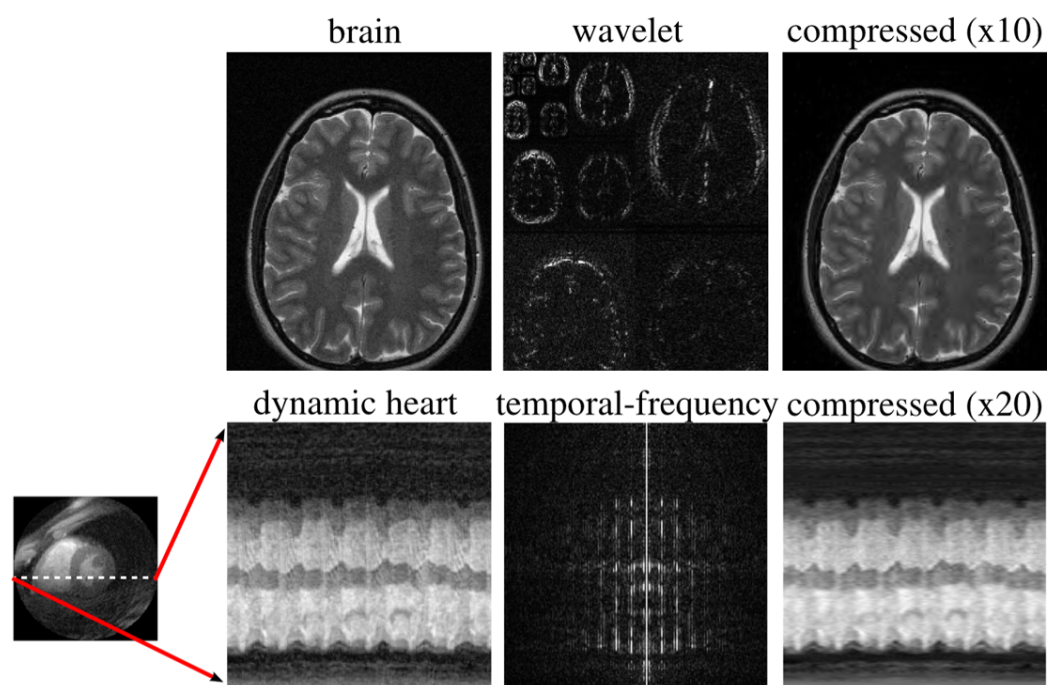 brain wavelet compressed (x10)
dynamic heart temporal-frequency compressed (x20)